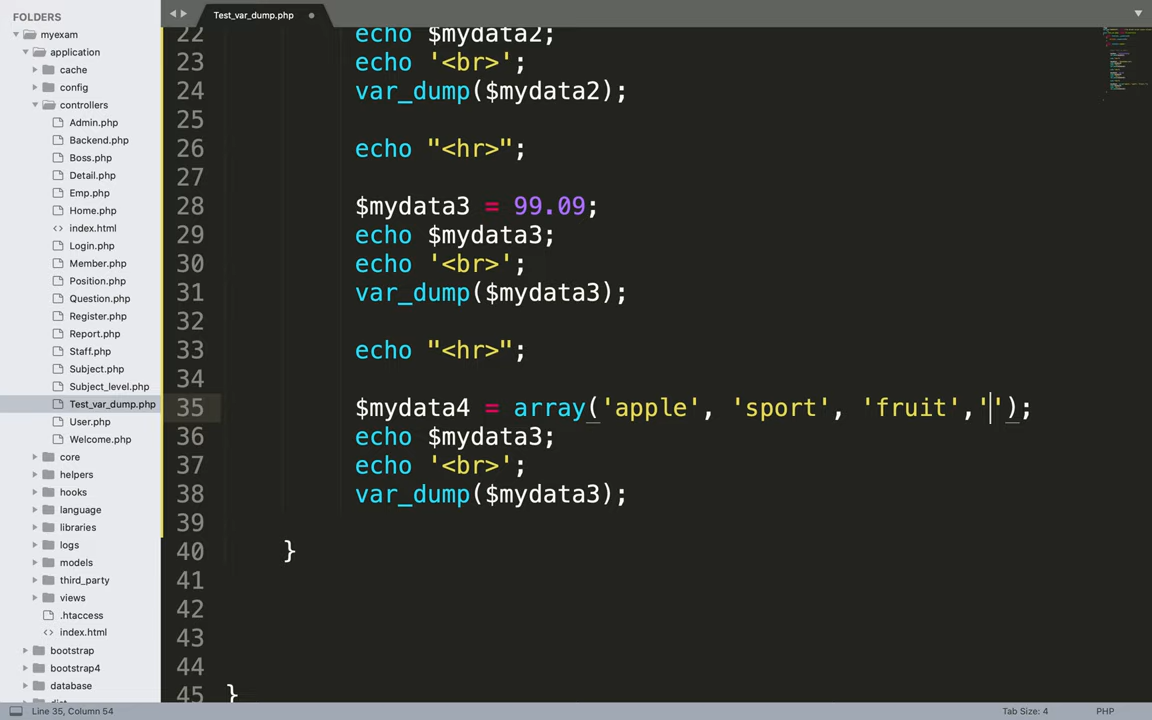 FOLDERS
myexam
application
cache
config
controllers
Admin.php
Backend.php
Boss.php
Detail.php
Emp.php
Home.php
index.html
Login.php
Member.php
Position.php
Question.php
Register.php
Report.php
Staff.php
Subject.php
Subject_level.php
Test_var_dump.php
User.php
Welcome.php
core
helpers
hooks
language
libraries
logs
models
third_party
views
.htaccess
index.html
bootstrap
bootstrap4
database
Test_var_dump.php
22 echo $mydata2;
23 echo '<br>';
24 var_dump($mydata2);
25
26 echo "<hr>";
27
28 $mydata3 = 99.09;
29 echo $mydata3;
30 echo '<br>';
31 var_dump($mydata3);
32
33 echo "<hr>";
34
35 $mydata4 = array('apple', 'sport', 'fruit','');
36 echo $mydata3;
37 echo '<br>';
38 var_dump($mydata3);
39
40 }
41
42
43
44
45 }
Line 35, Column 54
Tab Size: 4
PHP